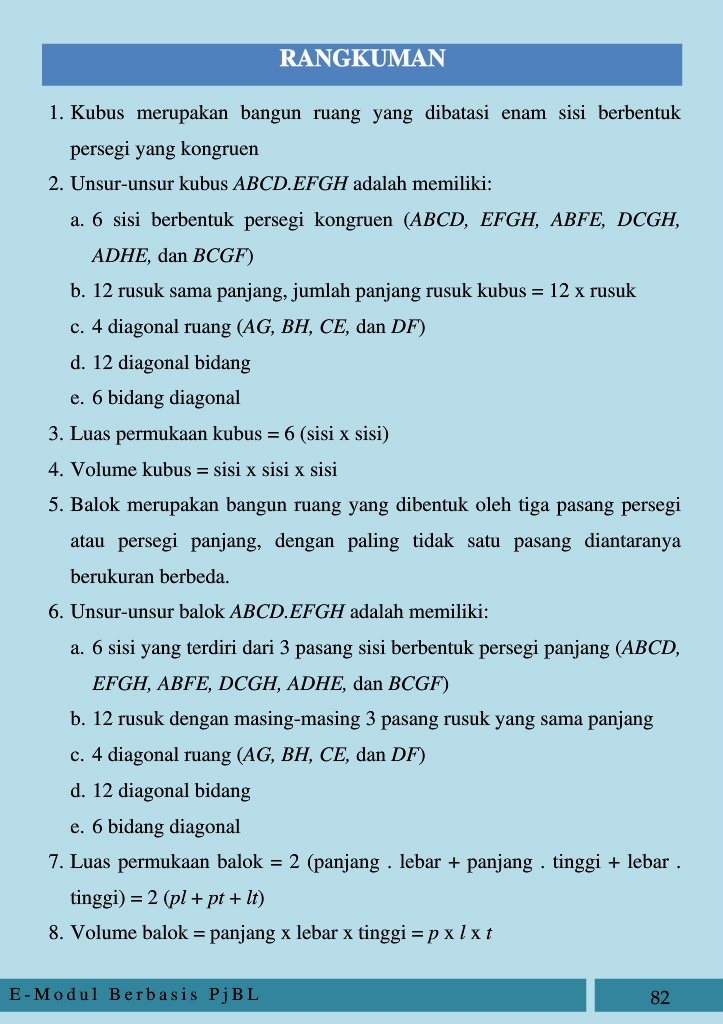 RANGKUMAN
1. Kubus merupakan bangun ruang yang dibatasi enam sisi berbentuk
persegi yang kongruen
2. Unsur-unsur kubus ABCD.EFGH adalah memiliki:
a. 6 sisi berbentuk persegi kongruen (ABCD, EFGH, ABFE, DCGH,
ADHE, dan BCGF)
b. 12 rusuk sama panjang, jumlah panjang rusuk kubus = 12 x rusuk
c. 4 diagonal ruang (AG, BH, CE, dan DF)
d. 12 diagonal bidang
e. 6 bidang diagonal
3. Luas permukaan kubus = 6 (sisi x sisi)
4. Volume kubus = sisi x sisi x sisi
5. Balok merupakan bangun ruang yang dibentuk oleh tiga pasang persegi
atau persegi panjang, dengan paling tidak satu pasang diantaranya
berukuran berbeda.
6. Unsur-unsur balok ABCD.EFGH adalah memiliki:
a. 6 sisi yang terdiri dari 3 pasang sisi berbentuk persegi panjang (ABCD,
EFGH, ABFE, DCGH, ADHE, dan BCGF)
b. 12 rusuk dengan masing-masing 3 pasang rusuk yang sama panjang
c. 4 diagonal ruang (AG, BH, CE, dan DF)
d. 12 diagonal bidang
e. 6 bidang diagonal
7. Luas permukaan balok = 2 (panjang . lebar + panjang . tinggi + lebar .
tinggi) = 2 (pl + pt + lt)
8. Volume balok = panjang x lebar x tinggi = p x l x t
E-Modul Berbasis PjBL
82